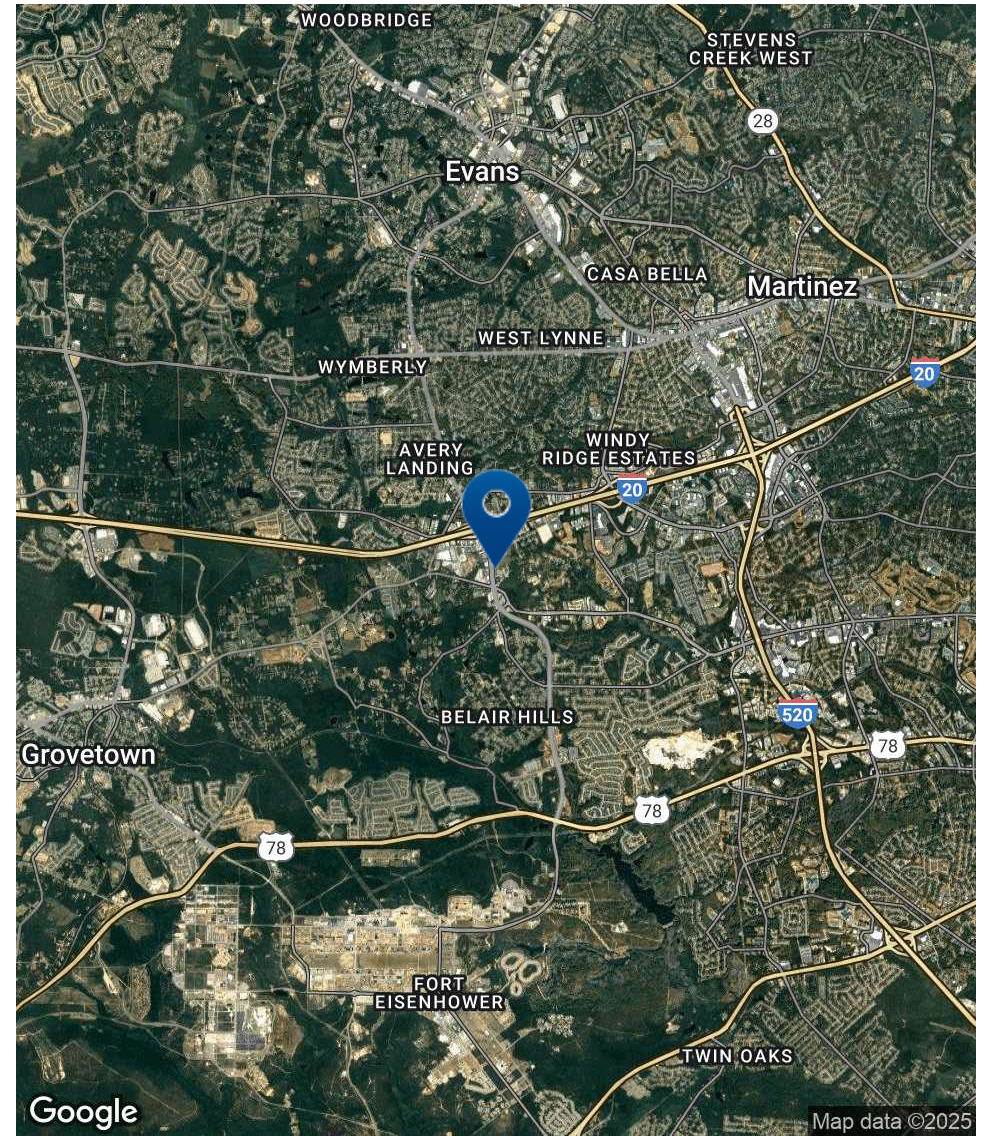 WOODBRIDGE
STEVENS
CREEK WEST
28
Evans
CASA BELLA
Martinez
WEST LYNNE
WYMBERLY
20
AVERY
LANDING
WINDY
RIDGE ESTATES
20
BELAIR HILLS
520
78
Grovetown
78
78
FORT
EISENHOWER
TWIN OAKS
Google
Map data ©2025